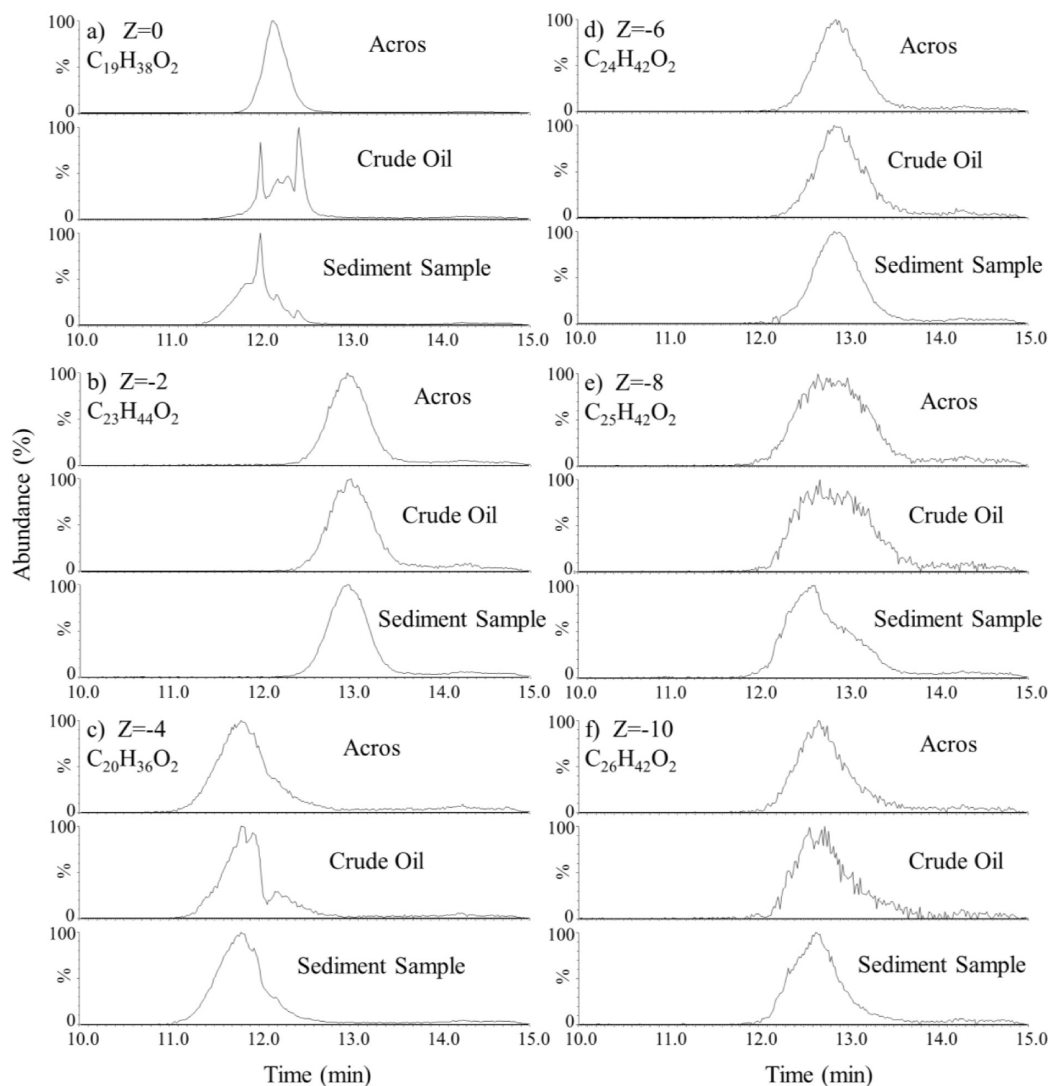 Abundance (%)
a) Z=0
C₁₉H₃₈O₂
100
%
0
Acros
100
%
0
Crude Oil
100
%
0
Sediment Sample
10.0 11.0 12.0 13.0 14.0 15.0
b) Z=-2
C₂₃H₄₄O₂
100
%
0
Acros
100
%
0
Crude Oil
100
%
0
Sediment Sample
10.0 11.0 12.0 13.0 14.0 15.0
c) Z=-4
C₂₀H₃₆O₂
100
%
0
Acros
100
%
0
Crude Oil
100
%
0
Sediment Sample
10.0 11.0 12.0 13.0 14.0 15.0
Time (min)
d) Z=-6
C₂₄H₄₂O₂
100
%
0
Acros
100
%
0
Crude Oil
100
%
0
Sediment Sample
10.0 11.0 12.0 13.0 14.0 15.0
e) Z=-8
C₂₅H₄₂O₂
100
%
0
Acros
100
%
0
Crude Oil
100
%
0
Sediment Sample
10.0 11.0 12.0 13.0 14.0 15.0
f) Z=-10
C₂₆H₄₂O₂
100
%
0
Acros
100
%
0
Crude Oil
100
%
0
Sediment Sample
10.0 11.0 12.0 13.0 14.0 15.0
Time (min)